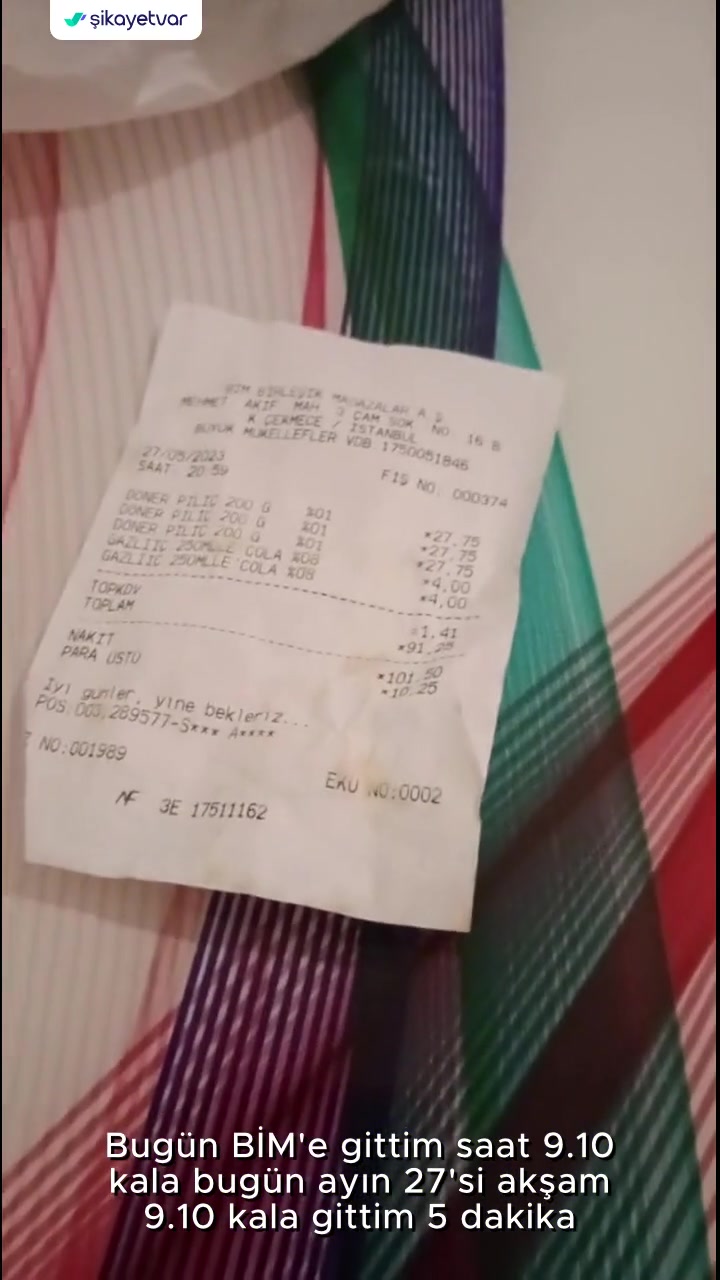 şikayetvar
BİM BİRLEŞİK MAĞAZALAR A.Ş.
MEHMET AKİF MAH 3 ÇAM SOK NO 16 B
K ÇEKMECE / İSTANBUL
BÜYÜK MÜKELLEFLER VDB 1750051846
27/05/2023
SAAT 20:59 FİŞ NO: 000374
DÖNER PİLİÇ 200 G %01 *27,75
DÖNER PİLİÇ 200 G %01 *27,75
DÖNER PİLİÇ 200 G %01 *27,75
GAZLIİÇ 250MLLE COLA %08 *4,00
GAZLIİÇ 250MLLE COLA %08 *4,00
TOPKDV *1,41
TOPLAM *91,25
NAKİT *101,50
PARA ÜSTÜ *10,25
İyi günler, yine bekleriz...
POS:003,289577-S*** A****
Z NO:001989 EKÜ NO:0002
MF 3E 17511162
Bugün BİM'e gittim saat 9.10
kala bugün ayın 27'si akşam
9.10 kala gittim 5 dakika